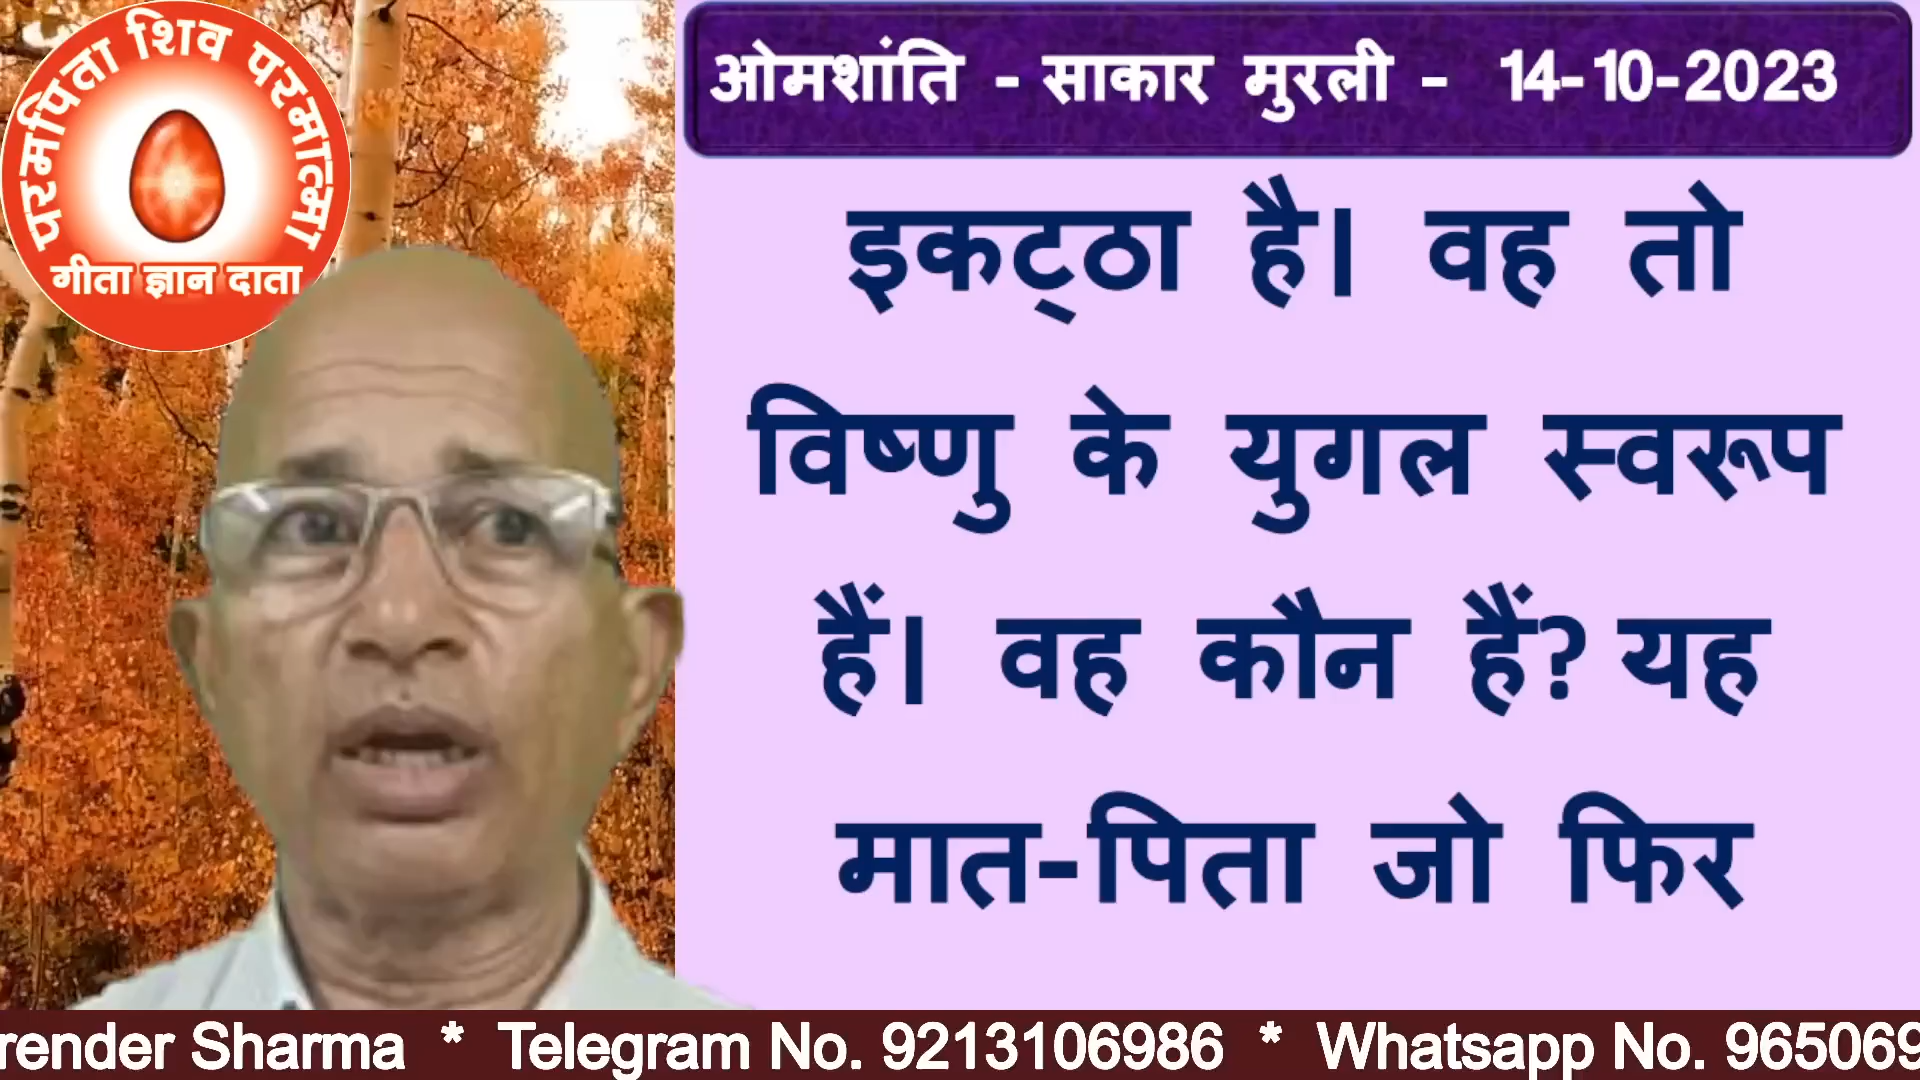 परमपिता शिव परमात्मा
गीता ज्ञान दाता
ओमशांति - साकार मुरली - 14-10-2023
इकट्ठा है। वह तो
विष्णु के युगल स्वरूप
हैं। वह कौन हैं? यह
मात-पिता जो फिर
render Sharma * Telegram No. 9213106986 * Whatsapp No. 965069